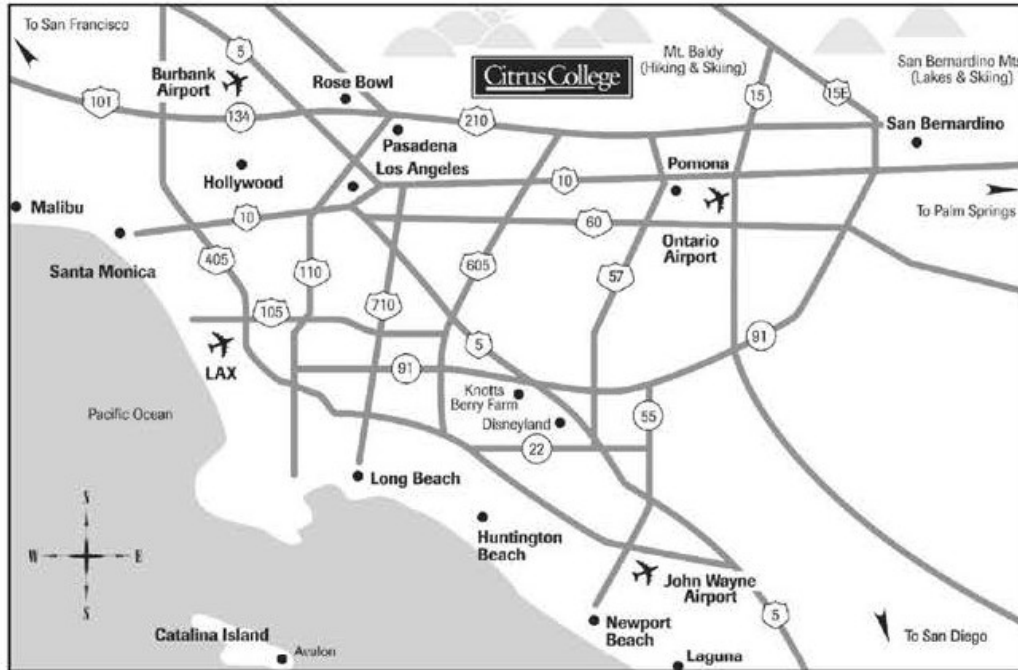 To San Francisco
5
Burbank
Airport
Rose Bowl
CitrusCollege
Mt. Baldy
(Hiking & Skiing)
San Bernardino Mts
(Lakes & Skiing)
101
134
210
15
15E
San Bernardino
Pasadena
Los Angeles
Hollywood
Pomona
10
Malibu
10
60
To Palm Springs
Ontario
Airport
Santa Monica
405
110
710
605
57
105
LAX
5
91
91
Knotts
Berry Farm
Disneyland
55
22
Pacific Ocean
Long Beach
Huntington
Beach
S
W
E
S
John Wayne
Airport
Newport
Beach
5
To San Diego
Catalina Island
Avalon
Laguna